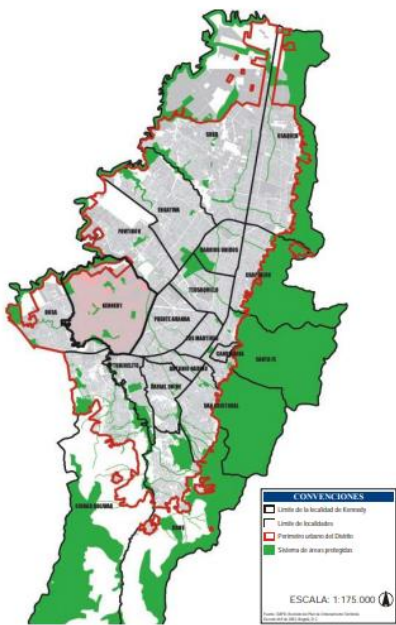 SUBA
USAQUEN
ENGATIVA
FONTIBON
BARRIOS UNIDOS
CHAPINERO
TEUSAQUILLO
KENNEDY
BOSA
PUENTE ARANDA
LOS MARTIRES
CANDELARIA
SANTA FE
TUNJUELITO
ANTONIO NARIÑO
RAFAEL URIBE
SAN CRISTOBAL
CIUDAD BOLIVAR
USME
CONVENCIONES
Límite de la localidad de Kennedy
Límite de localidades
Perímetro urbano del Distrito
Sistema de áreas protegidas
ESCALA: 1:175.000